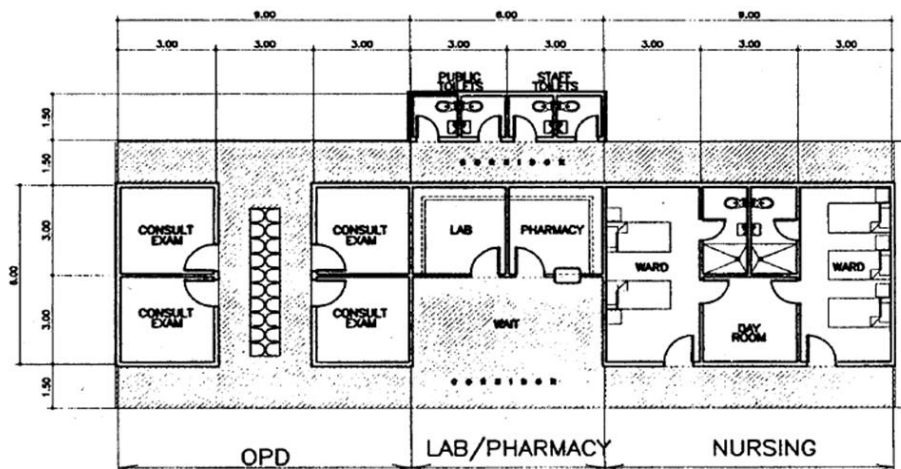 9.00 6.00 9.00
3.00 3.00 3.00 3.00 3.00 3.00 3.00 3.00
PUBLIC TOILETS
STAFF TOILETS
1.50
1.50
CORRIDOR
6.00
3.00
3.00
1.50
CONSULT EXAM
CONSULT EXAM
LAB
PHARMACY
WARD
WARD
CONSULT EXAM
CONSULT EXAM
WAIT
DAY ROOM
CORRIDOR
OPD
LAB/PHARMACY
NURSING